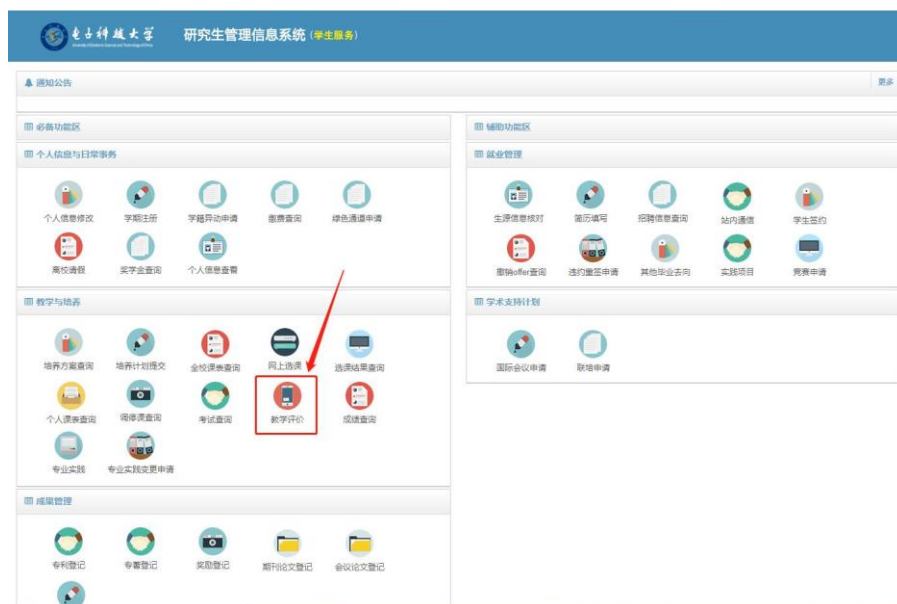 电子科技大学
研究生管理信息系统 (学生服务)
通知公告
更多
必备功能区
个人信息与日常事务
个人信息修改 学期注册 学籍异动申请 缴费查询 绿色通道申请
离校请假 奖学金查询 个人信息查看
教学与培养
培养方案查询 培养计划提交 全校课表查询 网上选课 选课结果查询
个人课表查询 调停课查询 考试查询 教学评价 成绩查询
专业实践 专业实践变更申请
成果管理
专利登记 专著登记 奖励登记 期刊论文登记 会议论文登记
辅助功能区
就业管理
生源信息核对 简历填写 招聘信息查询 站内通信 学生签约
撤销offer查询 违约重签申请 其他毕业去向 实践项目 竞赛申请
学术支持计划
国际会议申请 联培申请